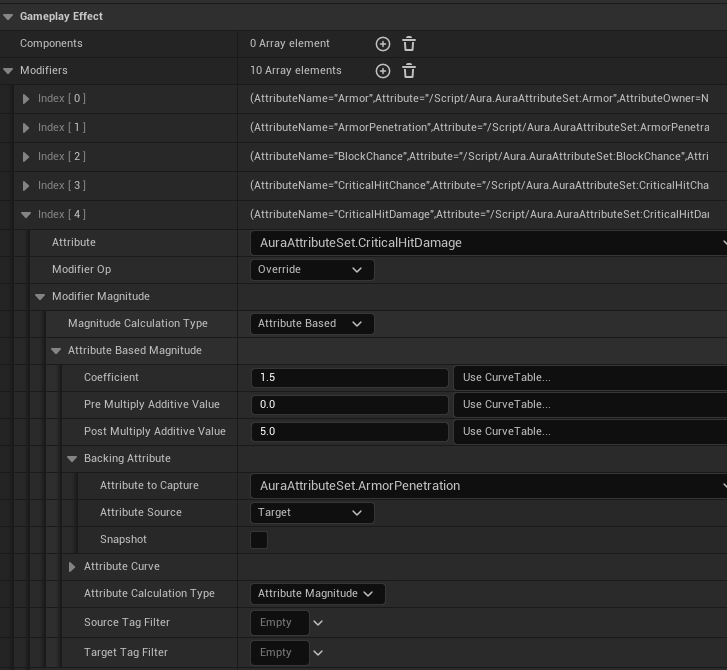 Gameplay Effect
Components 0 Array element
Modifiers 10 Array elements
Index [ 0 ] (AttributeName="Armor",Attribute="/Script/Aura.AuraAttributeSet:Armor",AttributeOwner=N
Index [ 1 ] (AttributeName="ArmorPenetration",Attribute="/Script/Aura.AuraAttributeSet:ArmorPenetra
Index [ 2 ] (AttributeName="BlockChance",Attribute="/Script/Aura.AuraAttributeSet:BlockChance",Attri
Index [ 3 ] (AttributeName="CriticalHitChance",Attribute="/Script/Aura.AuraAttributeSet:CriticalHitCha
Index [ 4 ] (AttributeName="CriticalHitDamage",Attribute="/Script/Aura.AuraAttributeSet:CriticalHitDar
Attribute AuraAttributeSet.CriticalHitDamage
Modifier Op Override
Modifier Magnitude
Magnitude Calculation Type Attribute Based
Attribute Based Magnitude
Coefficient 1.5 Use CurveTable...
Pre Multiply Additive Value 0.0 Use CurveTable...
Post Multiply Additive Value 5.0 Use CurveTable...
Backing Attribute
Attribute to Capture AuraAttributeSet.ArmorPenetration
Attribute Source Target
Snapshot
Attribute Curve
Attribute Calculation Type Attribute Magnitude
Source Tag Filter Empty
Target Tag Filter Empty